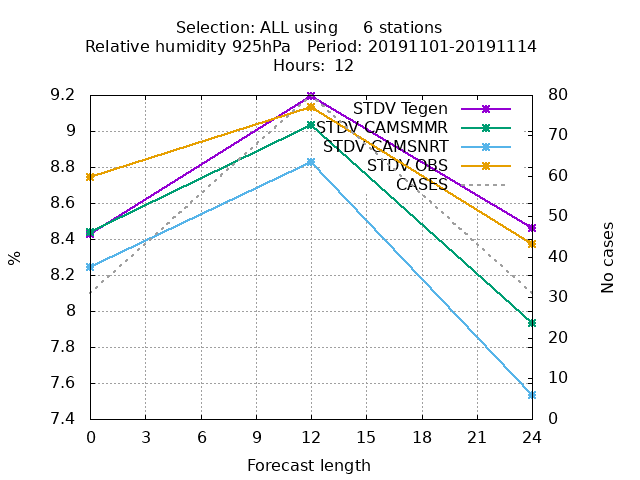 Selection: ALL using     6 stations
Relative humidity 925hPa   Period: 20191101-20191114
Hours: 12
9.2
9
8.8
8.6
8.4
8.2
8
7.8
7.6
7.4
%
80
70
60
50
40
30
20
10
0
No cases
STDV Tegen
STDV CAMSMMR
STDV CAMSNRT
STDV OBS
CASES
0 3 6 9 12 15 18 21 24
Forecast length